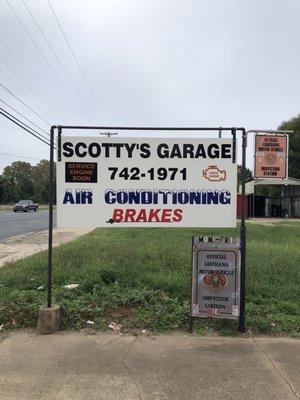 SCOTTY'S GARAGE
SERVICE
ENGINE
SOON
742-1971
AIR CONDITIONING
BRAKES
OFFICIAL
LOUISIANA
MOTOR VEHICLE
INSPECTION
STATION
MON-FRI.
OFFICIAL
LOUISIANA
MOTOR VEHICLE
INSPECTION
STATION